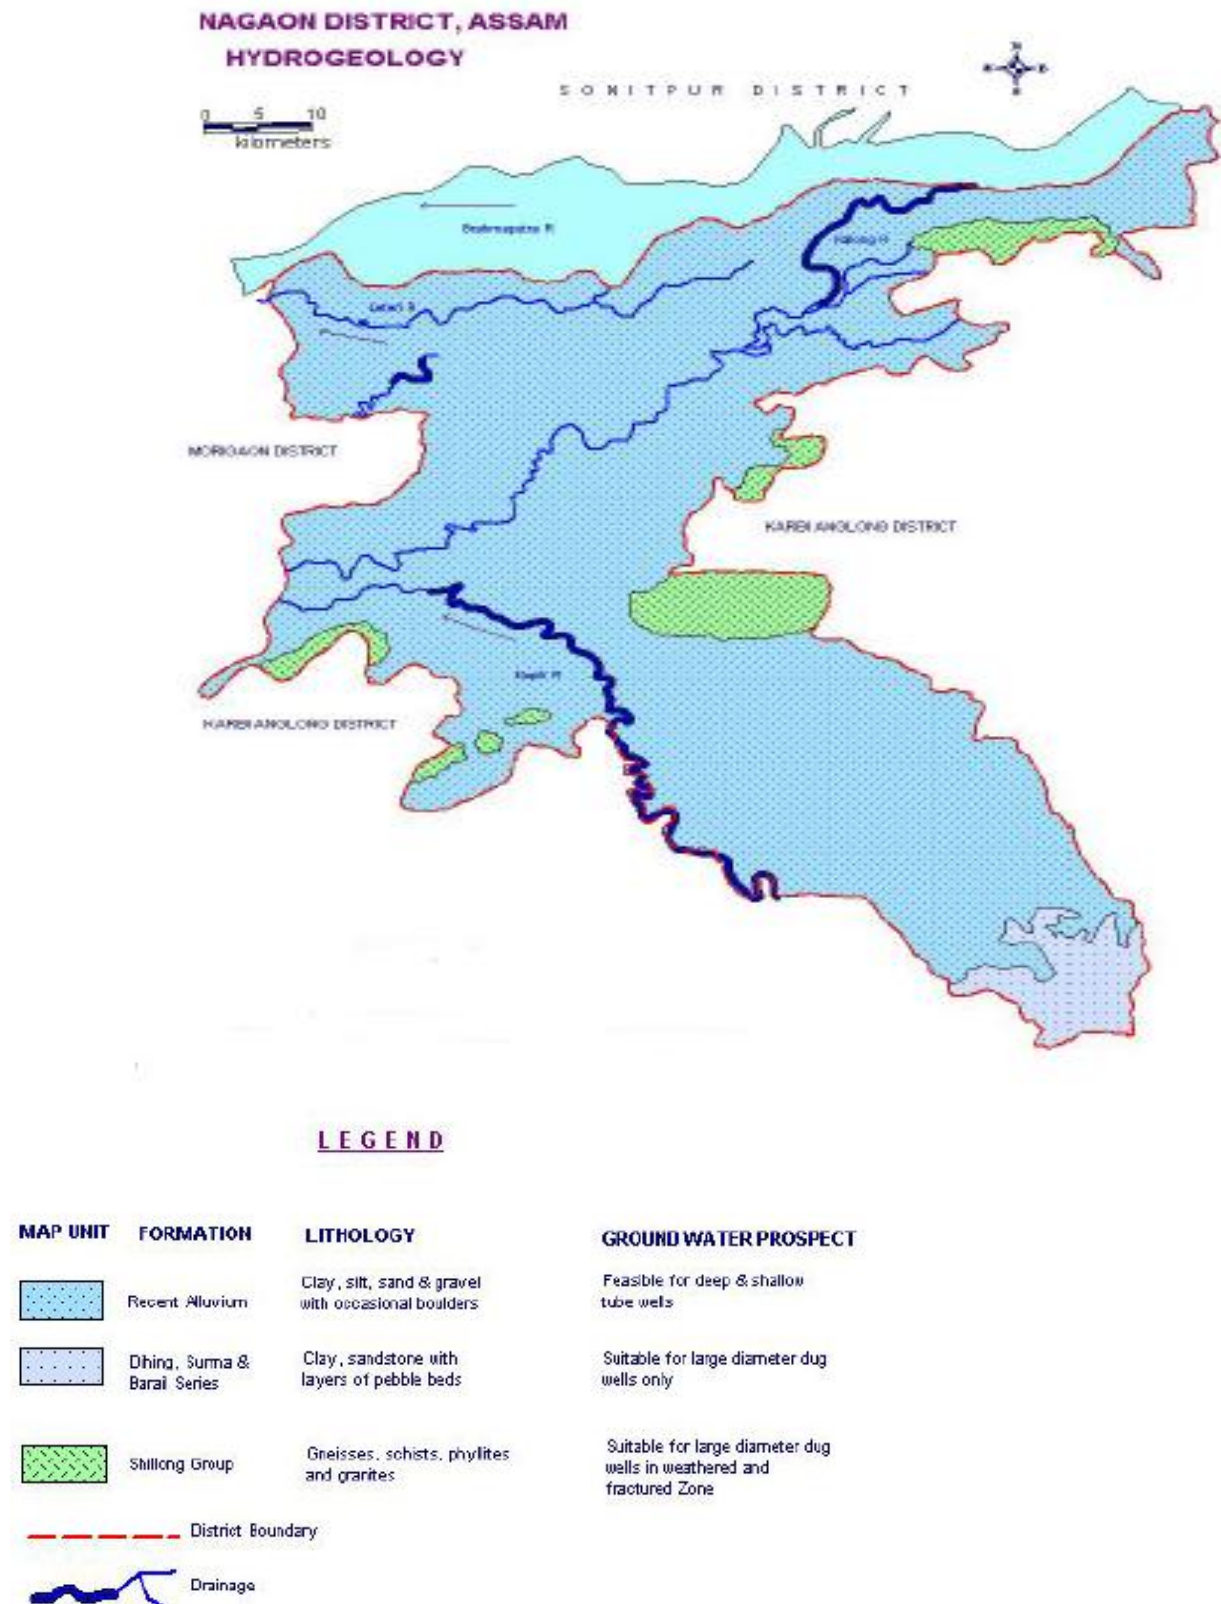 NAGAON DISTRICT, ASSAM
HYDROGEOLOGY
N
SONITPUR DISTRICT
0 5 10
kilometers
Brahmaputra R
Kalong R
MORIGAON DISTRICT
KARBI ANGLONG DISTRICT
Kopili R
KARBI ANGLONG DISTRICT
LEGEND
MAP UNIT FORMATION LITHOLOGY GROUND WATER PROSPECT
Recent Alluvium
Clay, silt, sand & gravel
with occasional boulders
Feasible for deep & shallow
tube wells
Dhing, Surma &
Barail Series
Clay, sandstone with
layers of pebble beds
Suitable for large diameter dug
wells only
Shillong Group
Gneisses, schists, phyllites
and granites
Suitable for large diameter dug
wells in weathered and
fractured Zone
District Boundary
Drainage